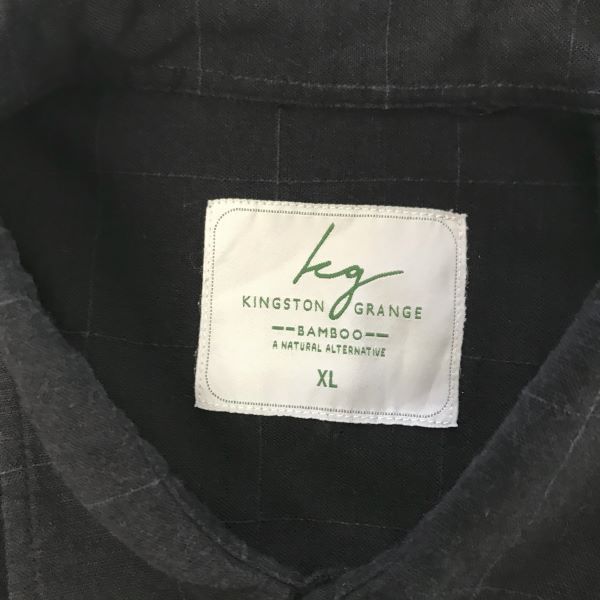 kg
KINGSTON GRANGE
BAMBOO
A NATURAL ALTERNATIVE
XL